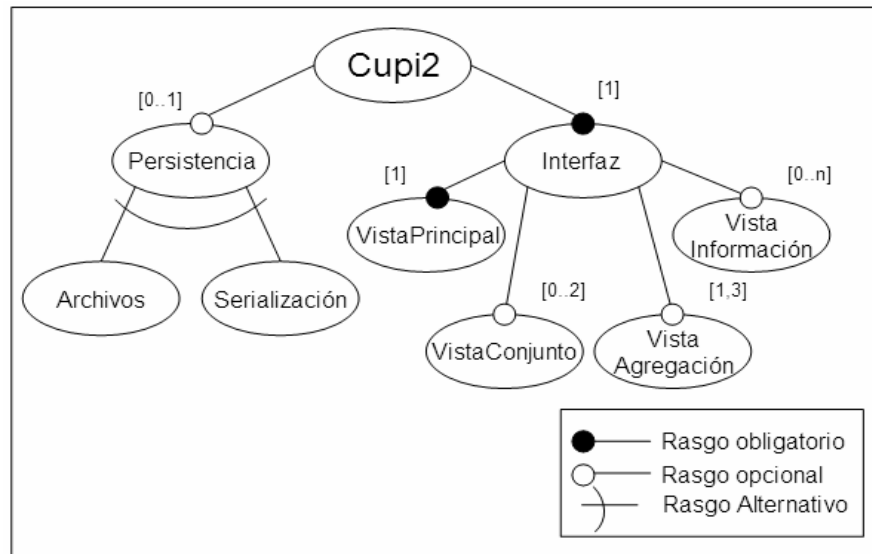 Cupi2
[0..1]
[1]
Persistencia
Interfaz
[1]
[0..n]
VistaPrincipal
Vista
Información
Archivos
Serialización
[0..2]
[1,3]
VistaConjunto
Vista
Agregación
Rasgo obligatorio
Rasgo opcional
Rasgo Alternativo